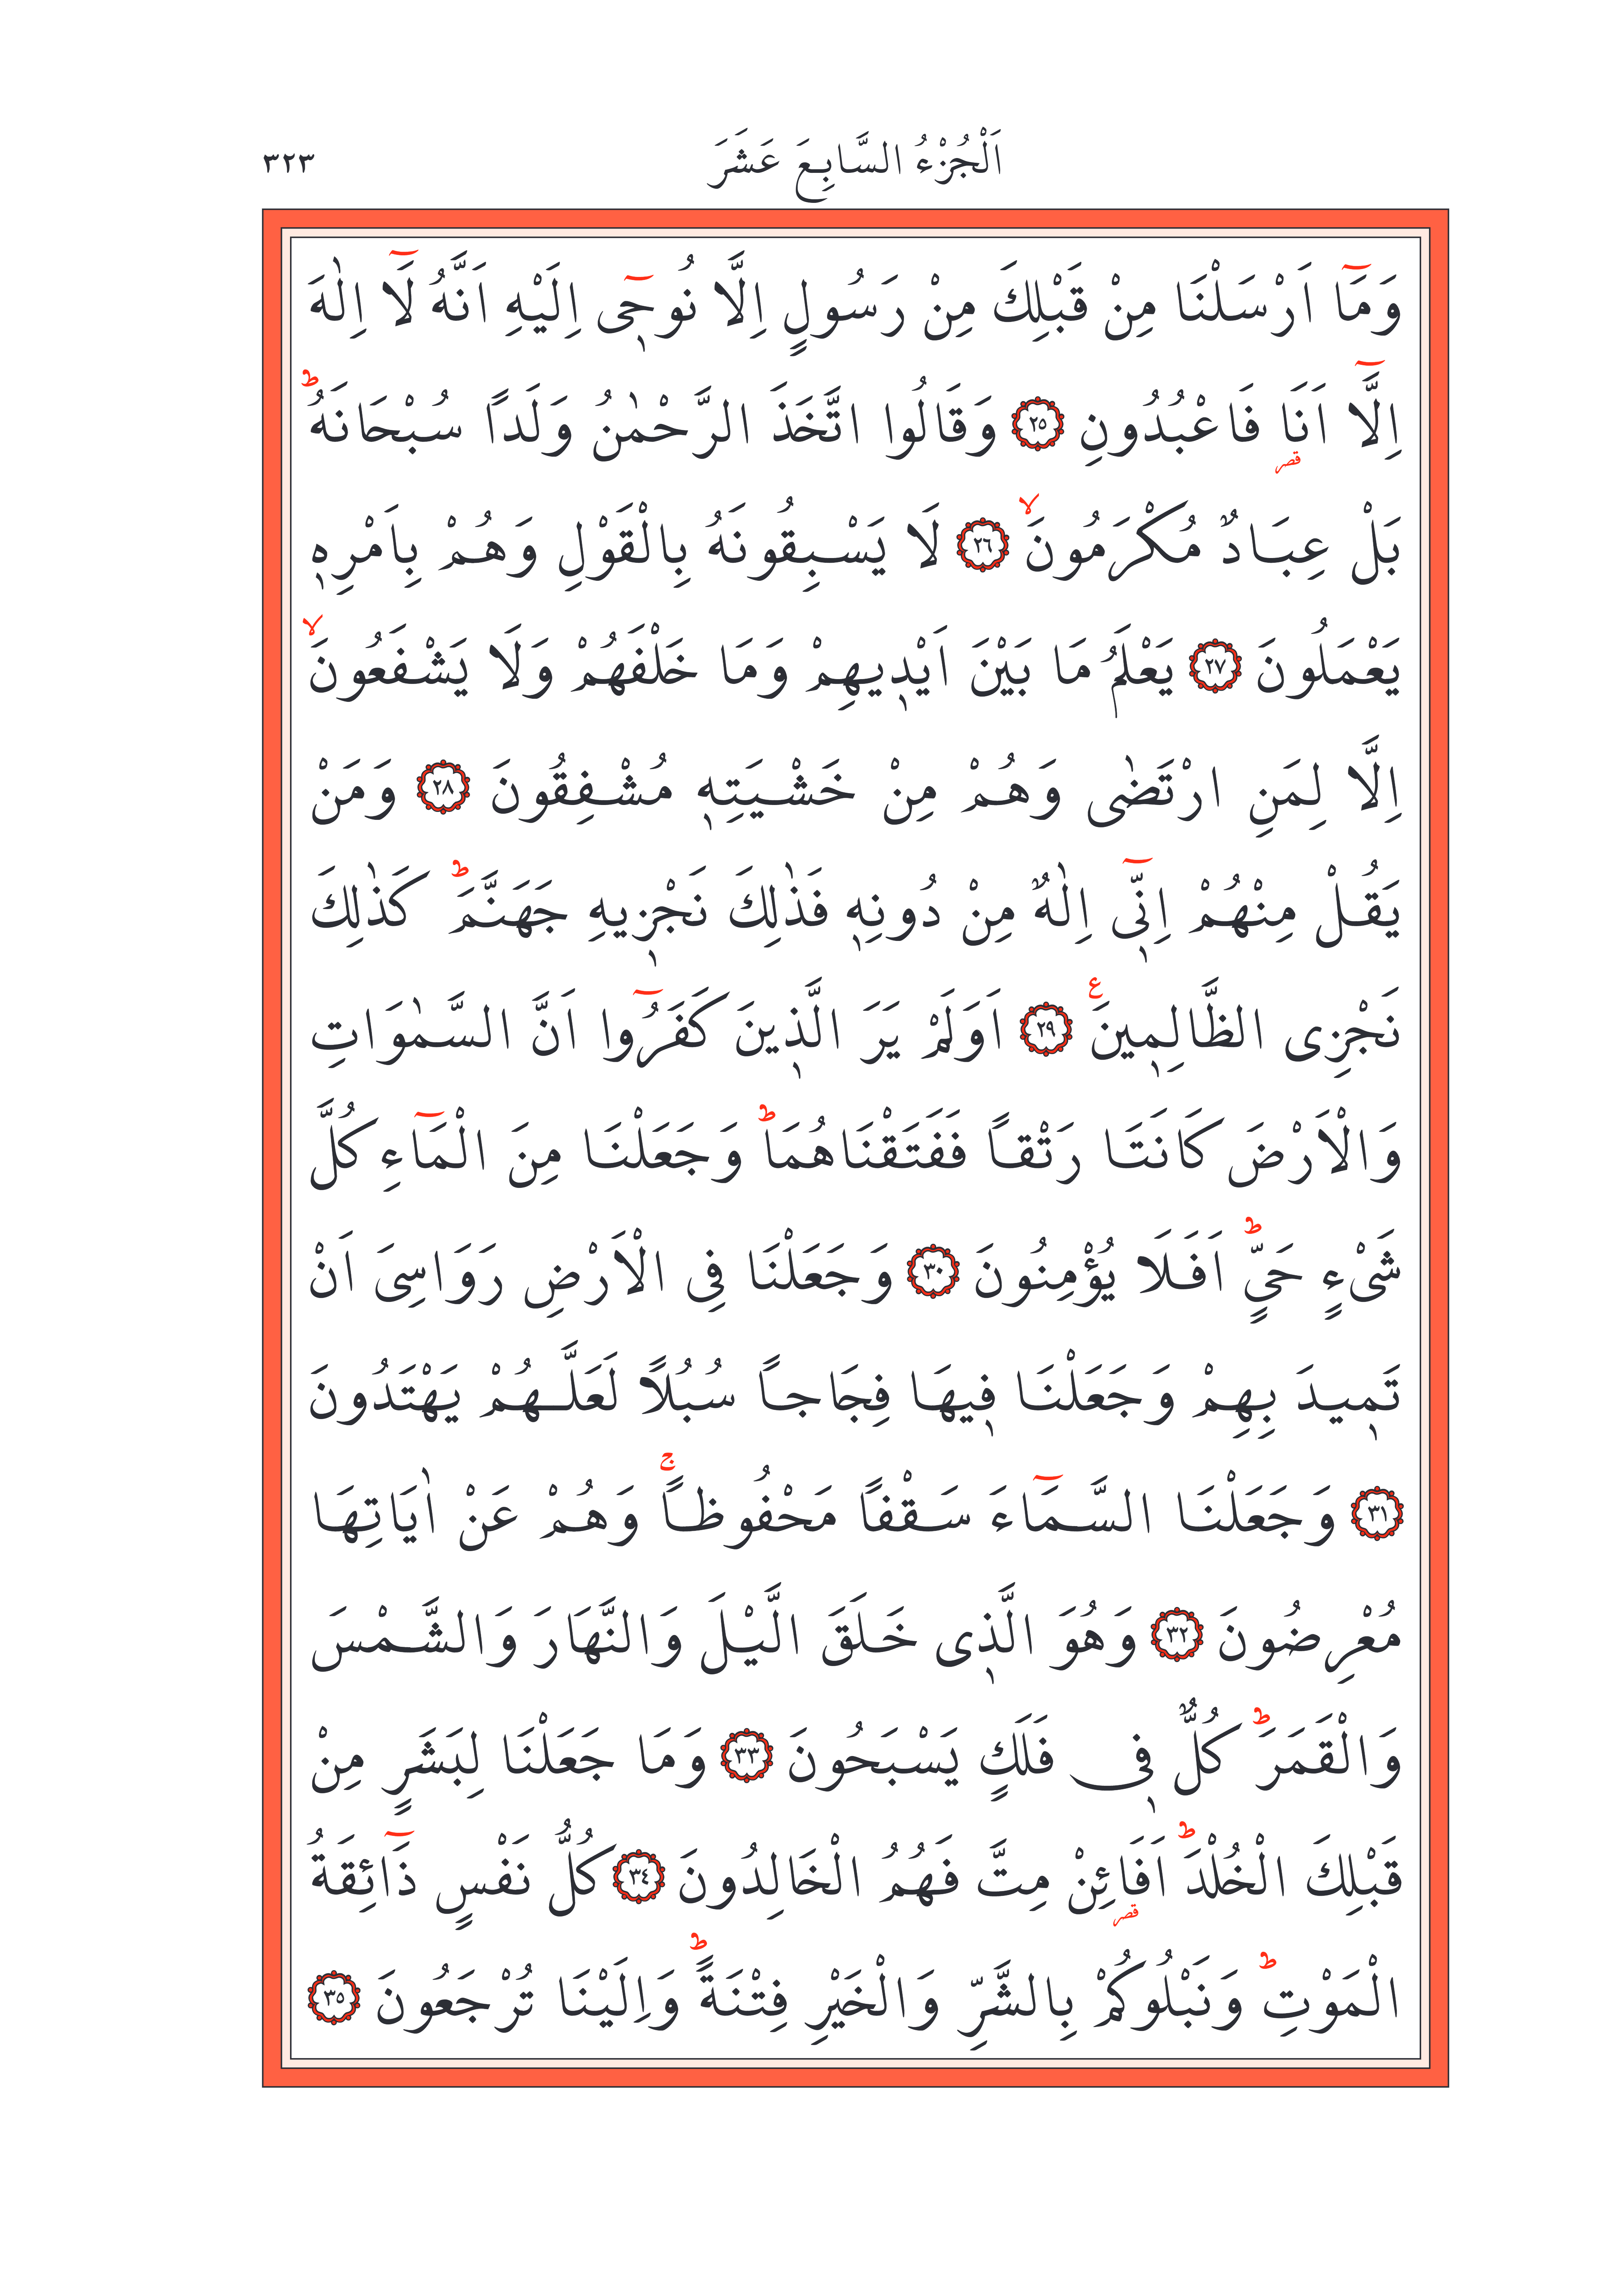 اَلْجُزْءُ السَّابِعَ عَشَرَ ٣٢٣
وَمَٓا اَرْسَلْنَا مِنْ قَبْلِكَ مِنْ رَسُولٍ اِلَّا نُوح۪ٓى اِلَيْهِ اَنَّهُ لَٓا اِلٰهَ
اِلَّٓا اَنَا۬ فَاعْبُدُونِ ﴿٢٥﴾ وَقَالُوا اتَّخَذَ الرَّحْمٰنُ وَلَدًا سُبْحَانَهُۜ
بَلْ عِبَادٌ مُكْرَمُونَۙ ﴿٢٦﴾ لَا يَسْبِقُونَهُ بِالْقَوْلِ وَهُمْ بِاَمْرِه۪
يَعْمَلُونَ ﴿٢٧﴾ يَعْلَمُ مَا بَيْنَ اَيْد۪يهِمْ وَمَا خَلْفَهُمْ وَلَا يَشْفَعُونَۙ
اِلَّا لِمَنِ ارْتَضٰى وَهُمْ مِنْ خَشْيَتِه۪ مُشْفِقُونَ ﴿٢٨﴾ وَمَنْ
يَقُلْ مِنْهُمْ اِنّ۪ٓى اِلٰهٌ مِنْ دُونِه۪ فَذٰلِكَ نَجْز۪يهِ جَهَنَّمَۜ كَذٰلِكَ
نَجْزِى الظَّالِم۪ينَ۟ ﴿٢٩﴾ اَوَلَمْ يَرَ الَّذ۪ينَ كَفَرُٓوا اَنَّ السَّمٰوَاتِ
وَالْاَرْضَ كَانَتَا رَتْقًا فَفَتَقْنَاهُمَاۜ وَجَعَلْنَا مِنَ الْمَٓاءِ كُلَّ
شَىْءٍ حَىٍّۜ اَفَلَا يُؤْمِنُونَ ﴿٣٠﴾ وَجَعَلْنَا فِى الْاَرْضِ رَوَاسِىَ اَنْ
تَم۪يدَ بِهِمْ وَجَعَلْنَا ف۪يهَا فِجَاجًا سُبُلًا لَعَلَّهُمْ يَهْتَدُونَ
﴿٣١﴾ وَجَعَلْنَا السَّمَٓاءَ سَقْفًا مَحْفُوظًاۚ وَهُمْ عَنْ اٰيَاتِهَا
مُعْرِضُونَ ﴿٣٢﴾ وَهُوَ الَّذ۪ى خَلَقَ الَّيْلَ وَالنَّهَارَ وَالشَّمْسَ
وَالْقَمَرَۜ كُلٌّ ف۪ى فَلَكٍ يَسْبَحُونَ ﴿٣٣﴾ وَمَا جَعَلْنَا لِبَشَرٍ مِنْ
قَبْلِكَ الْخُلْدَۜ اَفَا۬ئِنْ مِتَّ فَهُمُ الْخَالِدُونَ ﴿٣٤﴾ كُلُّ نَفْسٍ ذَٓائِقَةُ
الْمَوْتِۜ وَنَبْلُوكُمْ بِالشَّرِّ وَالْخَيْرِ فِتْنَةًۜ وَاِلَيْنَا تُرْجَعُونَ ﴿٣٥﴾